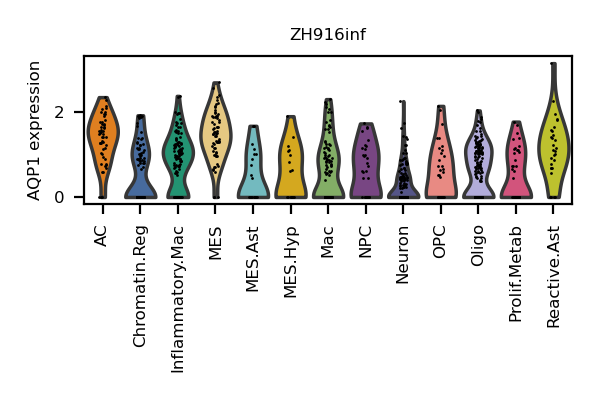 ZH916inf
AQP1 expression
2
0
AC
Chromatin.Reg
Inflammatory.Mac
MES
MES.Ast
MES.Hyp
Mac
NPC
Neuron
OPC
Oligo
Prolif.Metab
Reactive.Ast